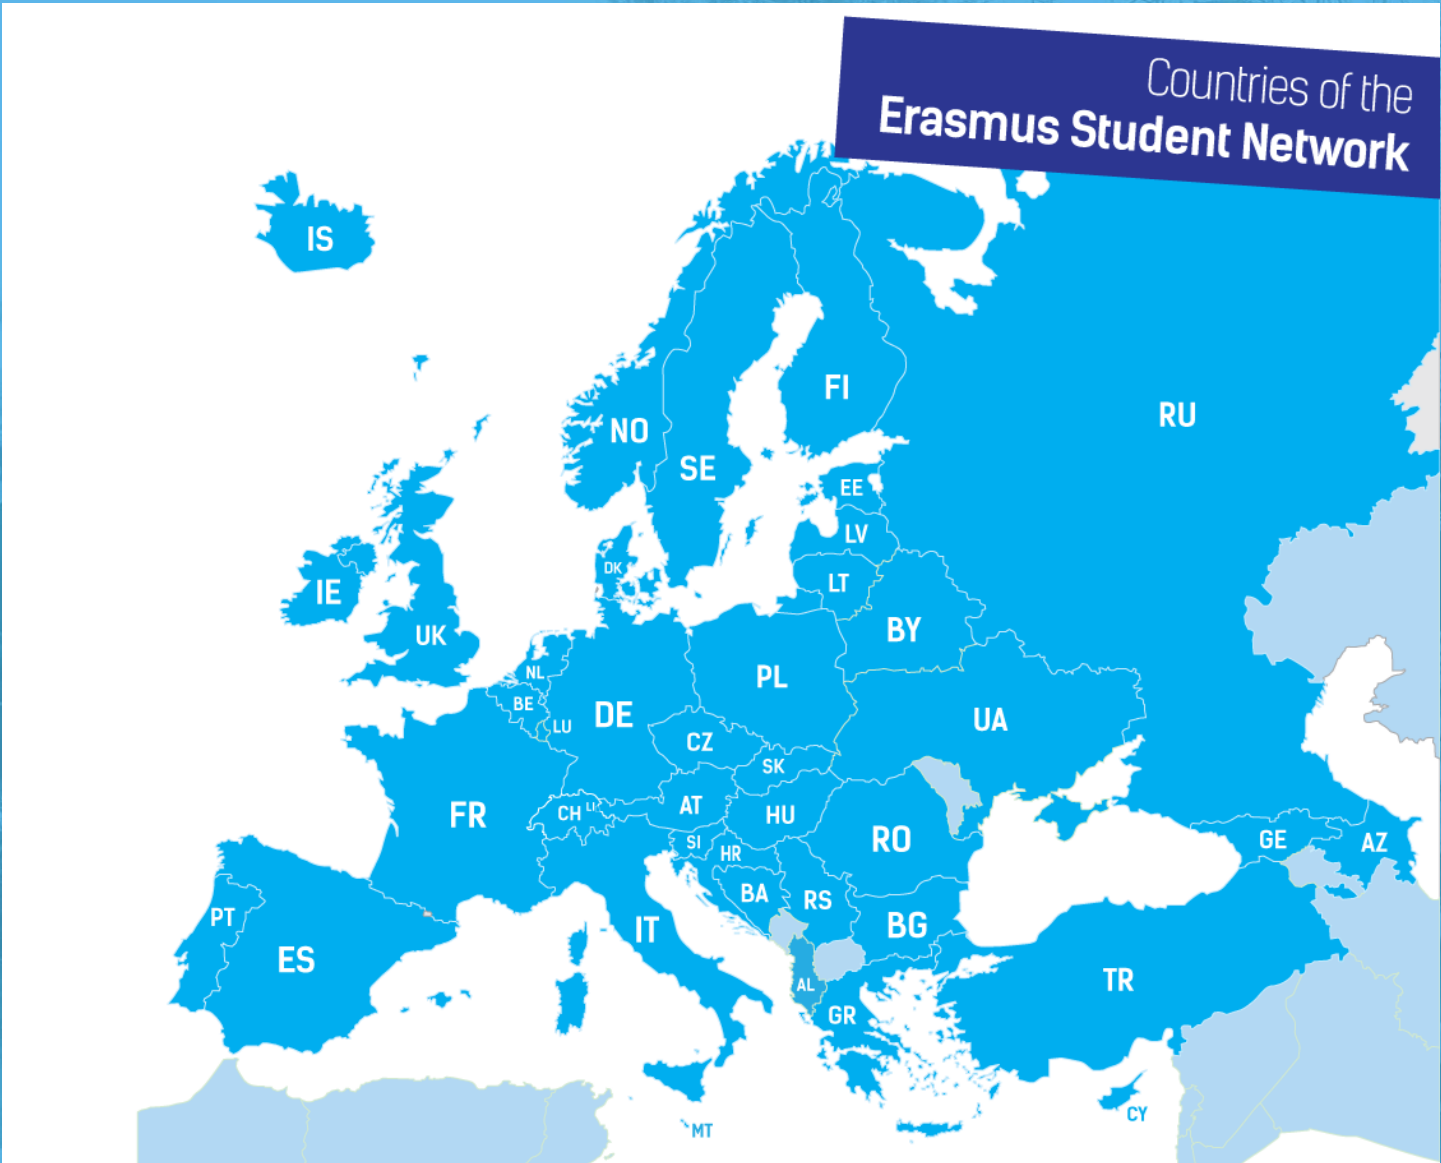 Countries of the
Erasmus Student Network
IS
FI
NO
RU
SE
EE
LV
DK
LT
IE
BY
UK
NL
PL
BE
DE
LU
UA
CZ
SK
CH
LI
AT
FR
HU
RO
SI
HR
GE
AZ
BA
RS
PT
BG
IT
ES
TR
AL
GR
CY
MT